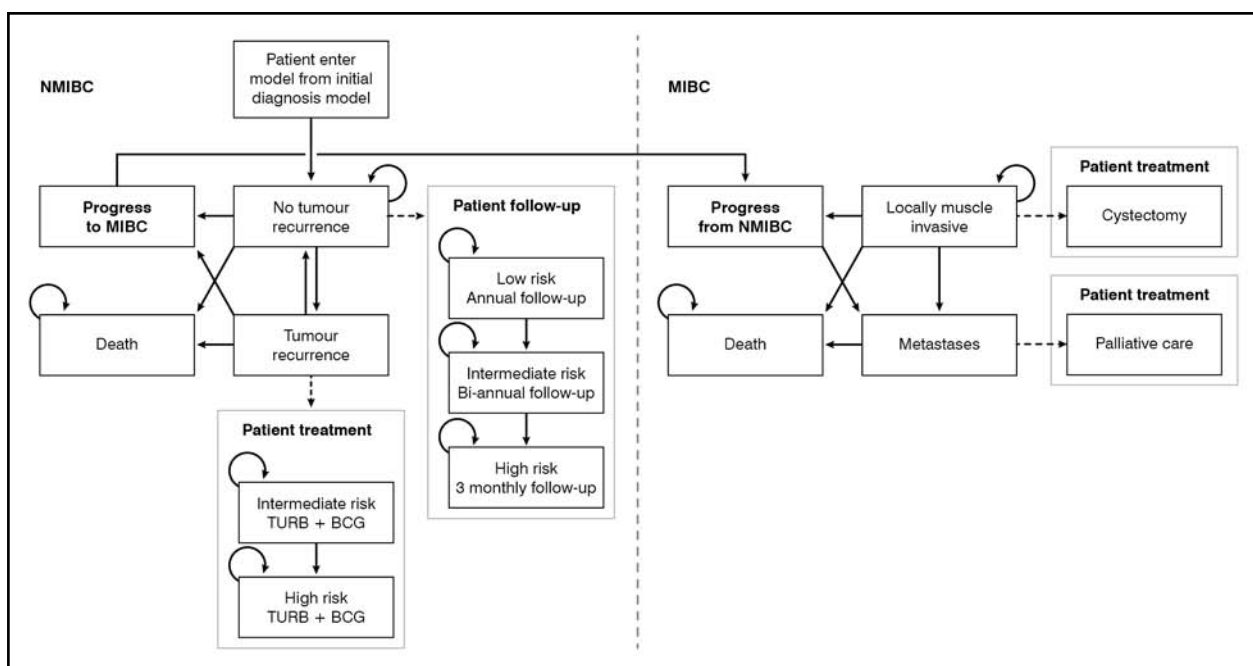 NMIBC
Patient enter
model from initial
diagnosis model
Progress
to MIBC
No tumour
recurrence
Death
Tumour
recurrence
Patient treatment
Intermediate risk
TURB + BCG
High risk
TURB + BCG
Patient follow-up
Low risk
Annual follow-up
Intermediate risk
Bi-annual follow-up
High risk
3 monthly follow-up
MIBC
Progress
from NMIBC
Locally muscle
invasive
Death
Metastases
Patient treatment
Cystectomy
Patient treatment
Palliative care